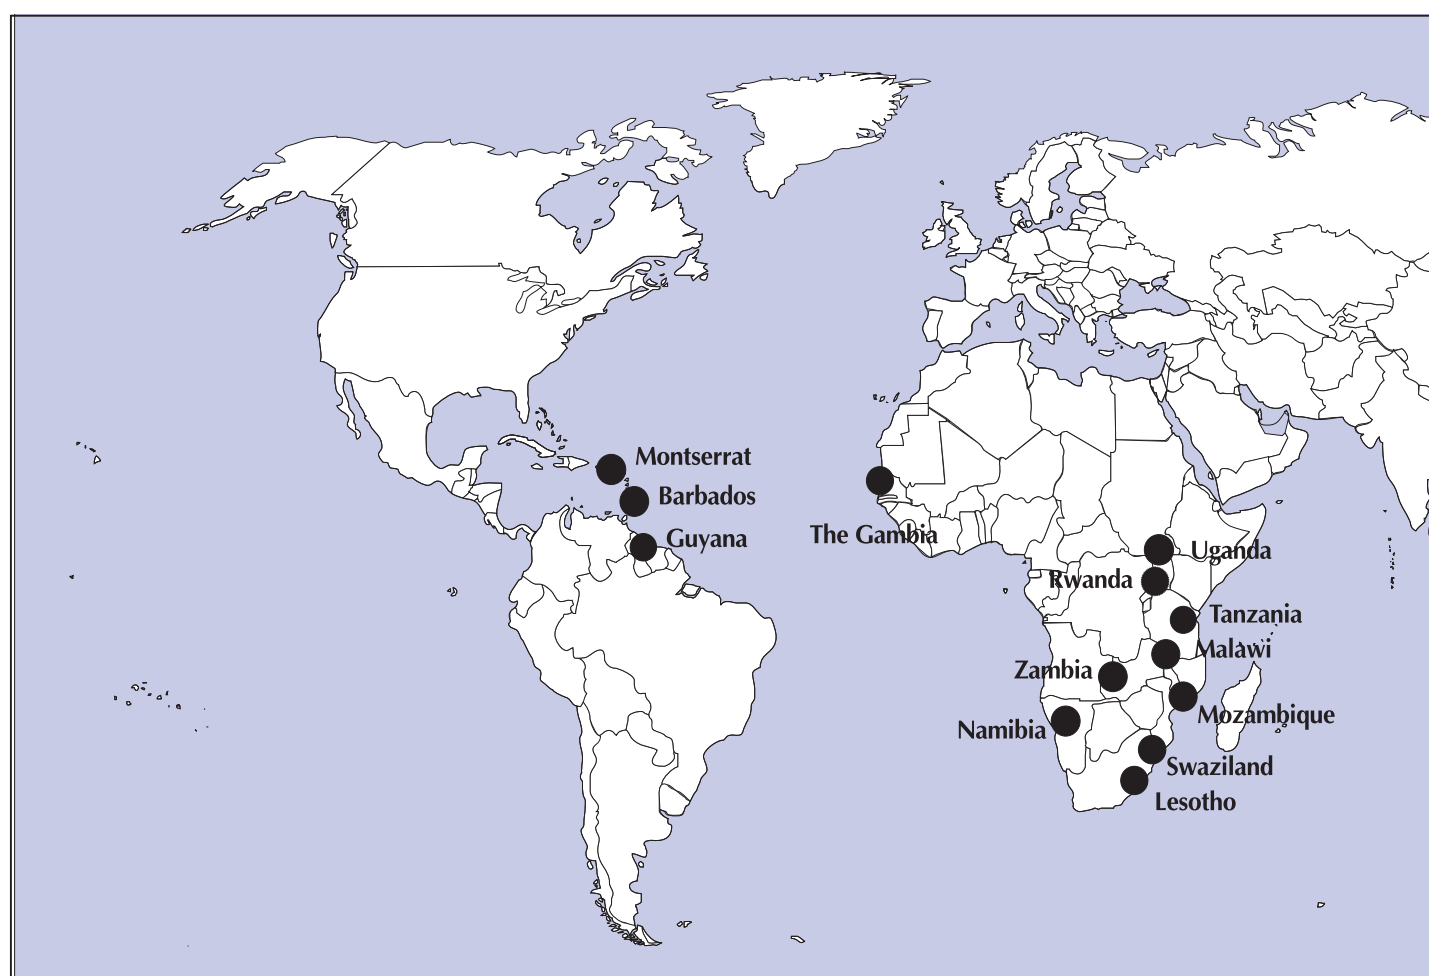 Montserrat
Barbados
Guyana
The Gambia
Uganda
Rwanda
Tanzania
Malawi
Zambia
Mozambique
Namibia
Swaziland
Lesotho